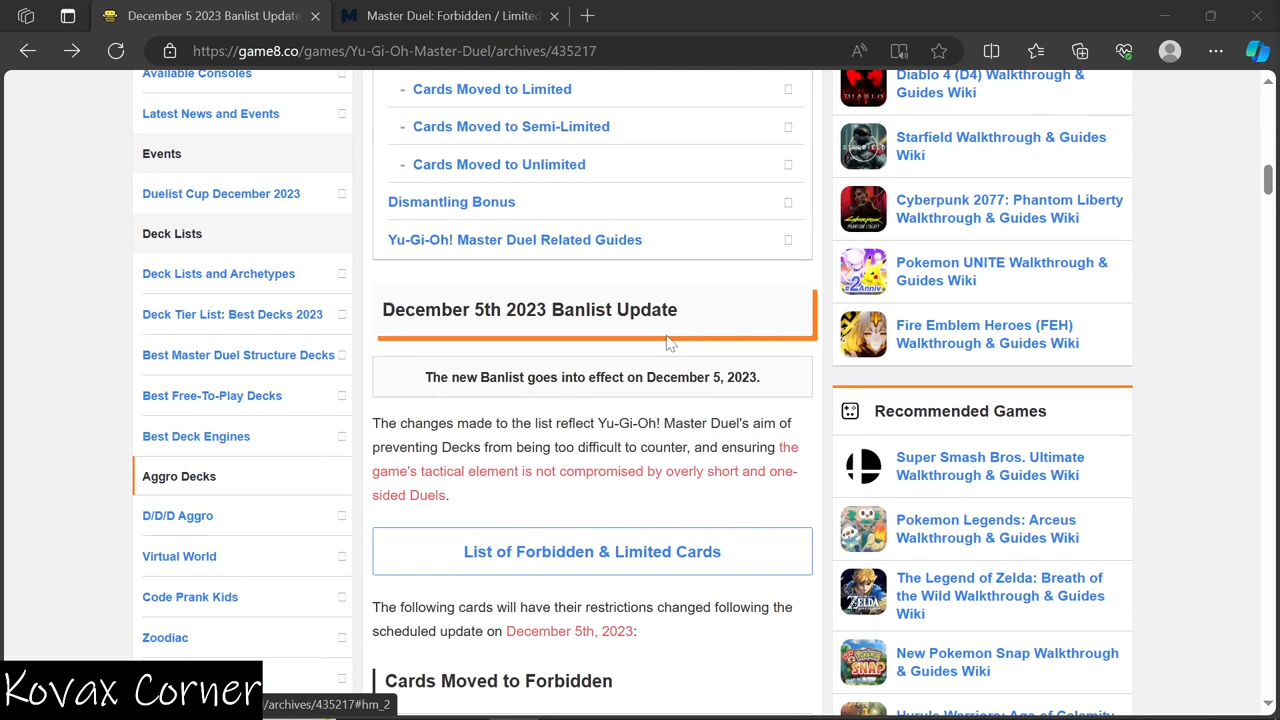 December 5 2023 Banlist Update
Master Duel: Forbidden / Limited
https://game8.co/games/Yu-Gi-Oh-Master-Duel/archives/435217
Available Consoles
Latest News and Events
Events
Duelist Cup December 2023
Deck Lists
Deck Lists and Archetypes
Deck Tier List: Best Decks 2023
Best Master Duel Structure Decks
Best Free-To-Play Decks
Best Deck Engines
Aggro Decks
D/D/D Aggro
Virtual World
Code Prank Kids
Zoodiac
- Cards Moved to Limited
- Cards Moved to Semi-Limited
- Cards Moved to Unlimited
Dismantling Bonus
Yu-Gi-Oh! Master Duel Related Guides
December 5th 2023 Banlist Update
The new Banlist goes into effect on December 5, 2023.
The changes made to the list reflect Yu-Gi-Oh! Master Duel's aim of
preventing Decks from being too difficult to counter, and ensuring the
game's tactical element is not compromised by overly short and one-
sided Duels.
List of Forbidden & Limited Cards
The following cards will have their restrictions changed following the
scheduled update on December 5th, 2023:
Cards Moved to Forbidden
Diablo 4 (D4) Walkthrough &
Guides Wiki
Starfield Walkthrough & Guides
Wiki
Cyberpunk 2077: Phantom Liberty
Walkthrough & Guides Wiki
Pokemon UNITE Walkthrough &
Guides Wiki
Fire Emblem Heroes (FEH)
Walkthrough & Guides Wiki
Recommended Games
Super Smash Bros. Ultimate
Walkthrough & Guides Wiki
Pokemon Legends: Arceus
Walkthrough & Guides Wiki
The Legend of Zelda: Breath of
the Wild Walkthrough & Guides
Wiki
New Pokemon Snap Walkthrough
& Guides Wiki
Hyrule Warriors: Age of Calamity
Kovax Corner
/archives/435217#hm_2